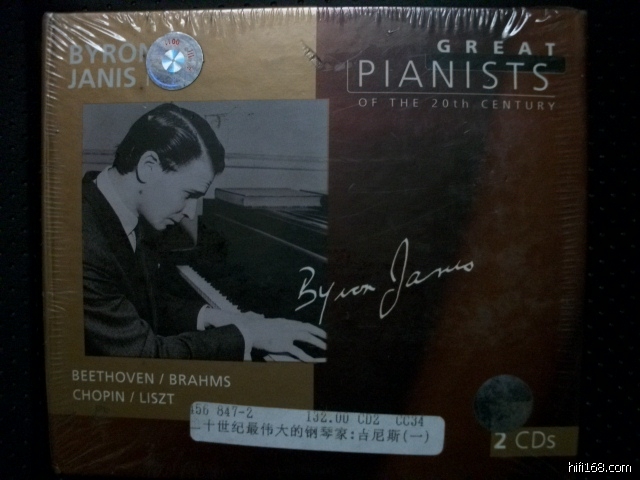 BYRON
JANIS
GREAT
PIANISTS
OF THE 20th CENTURY
Byron Janis
BEETHOVEN / BRAHMS
CHOPIN / LISZT
456 847-2 132.00 CD2 CC34
二十世纪最伟大的钢琴家:古尼斯(一)
2 CDs
hifi168.com